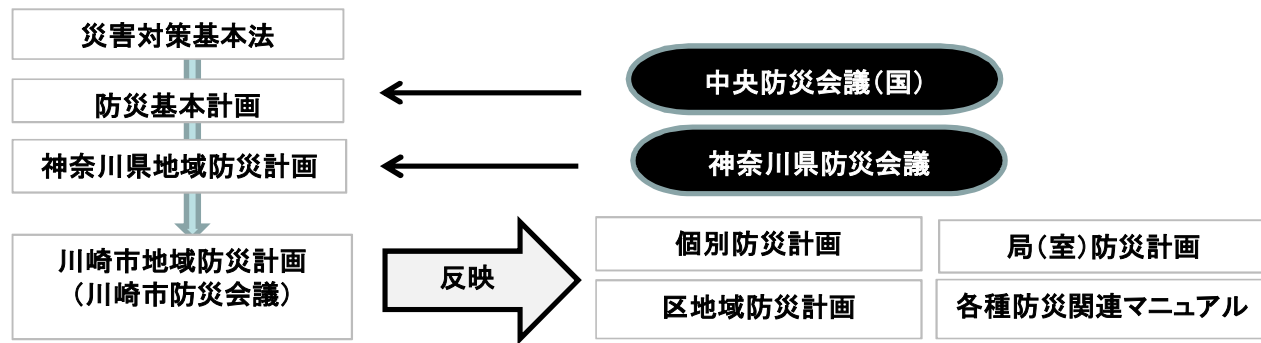 災害対策基本法
防災基本計画
中央防災会議(国)
神奈川県地域防災計画
神奈川県防災会議
川崎市地域防災計画
(川崎市防災会議)
反映
個別防災計画
局(室)防災計画
区地域防災計画
各種防災関連マニュアル